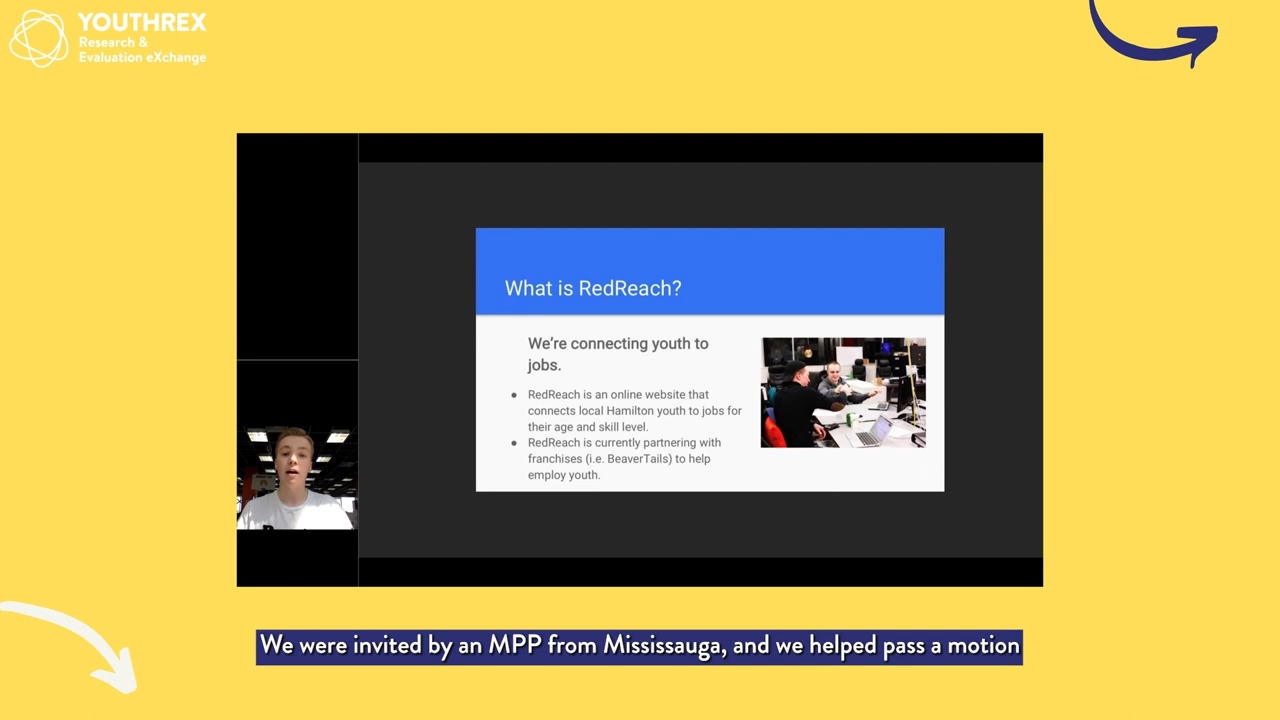 YOUTHREX
Research &
Evaluation eXchange
What is RedReach?
We're connecting youth to
jobs.
● RedReach is an online website that
connects local Hamilton youth to jobs for
their age and skill level.
● RedReach is currently partnering with
franchises (i.e. BeaverTails) to help
employ youth.
We were invited by an MPP from Mississauga, and we helped pass a motion